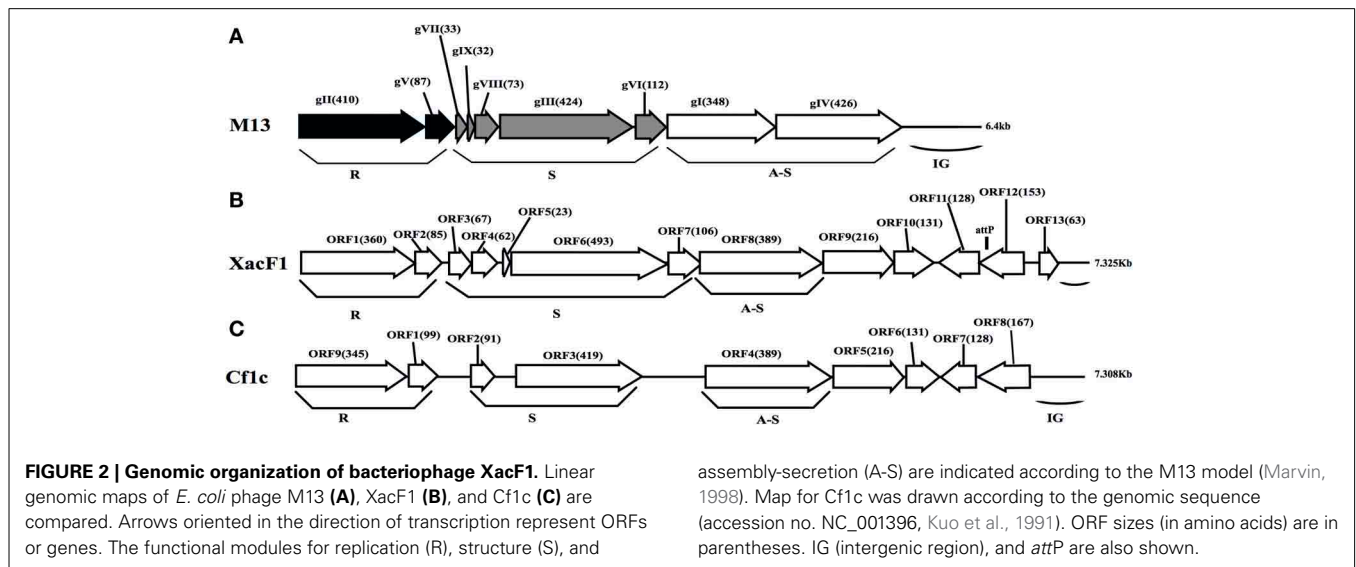 A
gVII(33)
gIX(32)
gV(87)
gVIII(73)
gVI(112)
gII(410)
gIII(424)
gI(348)
gIV(426)
M13
6.4kb
R
S
A-S
IG
B
ORF5(23)
ORF11(128)
ORF12(153)
ORF3(67)
ORF2(85)
ORF4(62)
ORF7(106)
ORF10(131)
attP
ORF13(63)
ORF1(360)
ORF6(493)
ORF8(389)
ORF9(216)
XacF1
7.325Kb
R
S
A-S
C
ORF1(99)
ORF2(91)
ORF6(131)
ORF7(128)
ORF8(167)
ORF9(345)
ORF3(419)
ORF4(389)
ORF5(216)
Cf1c
7.308Kb
R
S
A-S
IG
FIGURE 2 | Genomic organization of bacteriophage XacF1. Linear
genomic maps of E. coli phage M13 (A), XacF1 (B), and Cf1c (C) are
compared. Arrows oriented in the direction of transcription represent ORFs
or genes. The functional modules for replication (R), structure (S), and
assembly-secretion (A-S) are indicated according to the M13 model (Marvin,
1998). Map for Cf1c was drawn according to the genomic sequence
(accession no. NC_001396, Kuo et al., 1991). ORF sizes (in amino acids) are in
parentheses. IG (intergenic region), and attP are also shown.